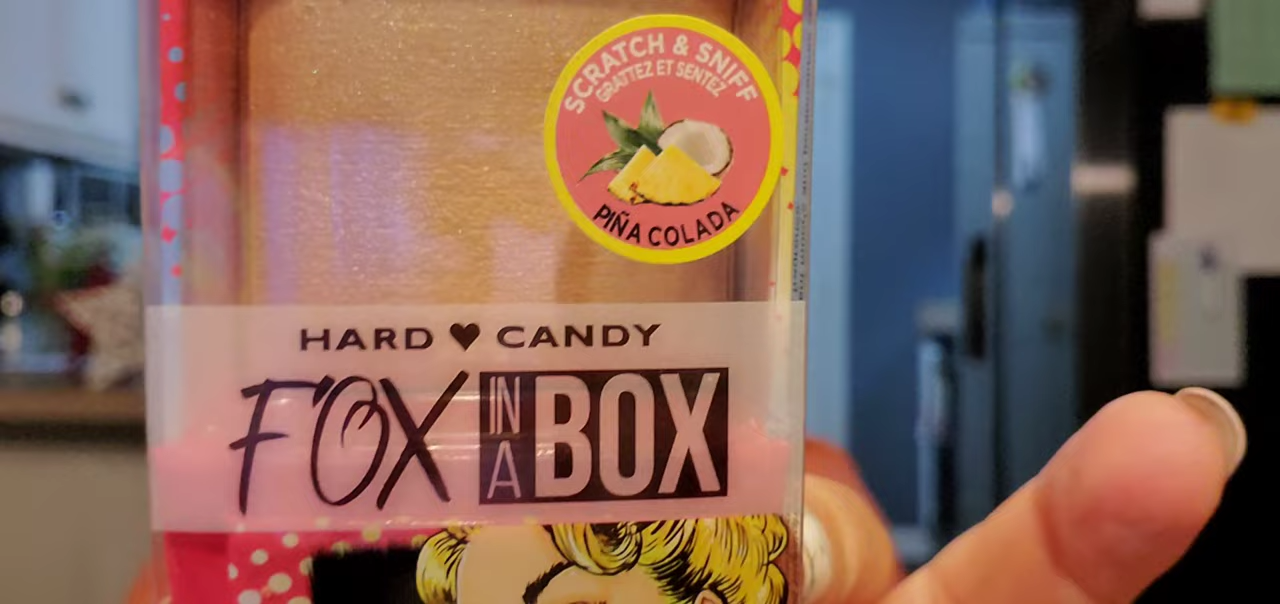 SCRATCH & SNIFF
GRATTEZ ET SENTEZ
PIÑA COLADA
HARD ♥ CANDY
FOX IN A BOX